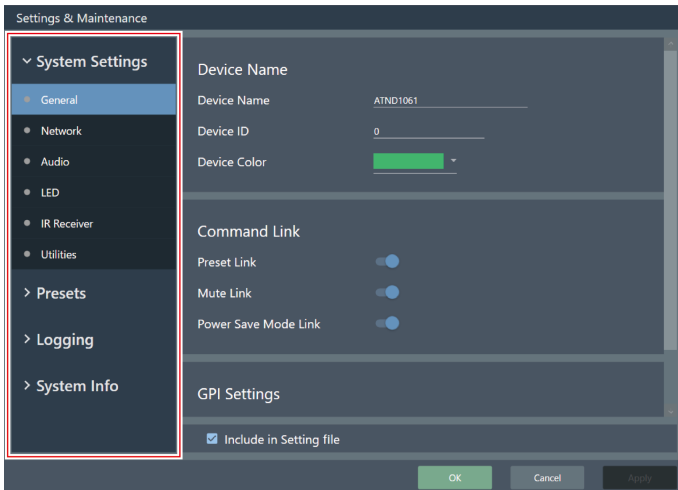 Settings & Maintenance
System Settings
General
Network
Audio
LED
IR Receiver
Utilities
Presets
Logging
System Info
Device Name
Device Name ATND1061
Device ID 0
Device Color
Command Link
Preset Link
Mute Link
Power Save Mode Link
GPI Settings
Include in Setting file
OK Cancel Apply